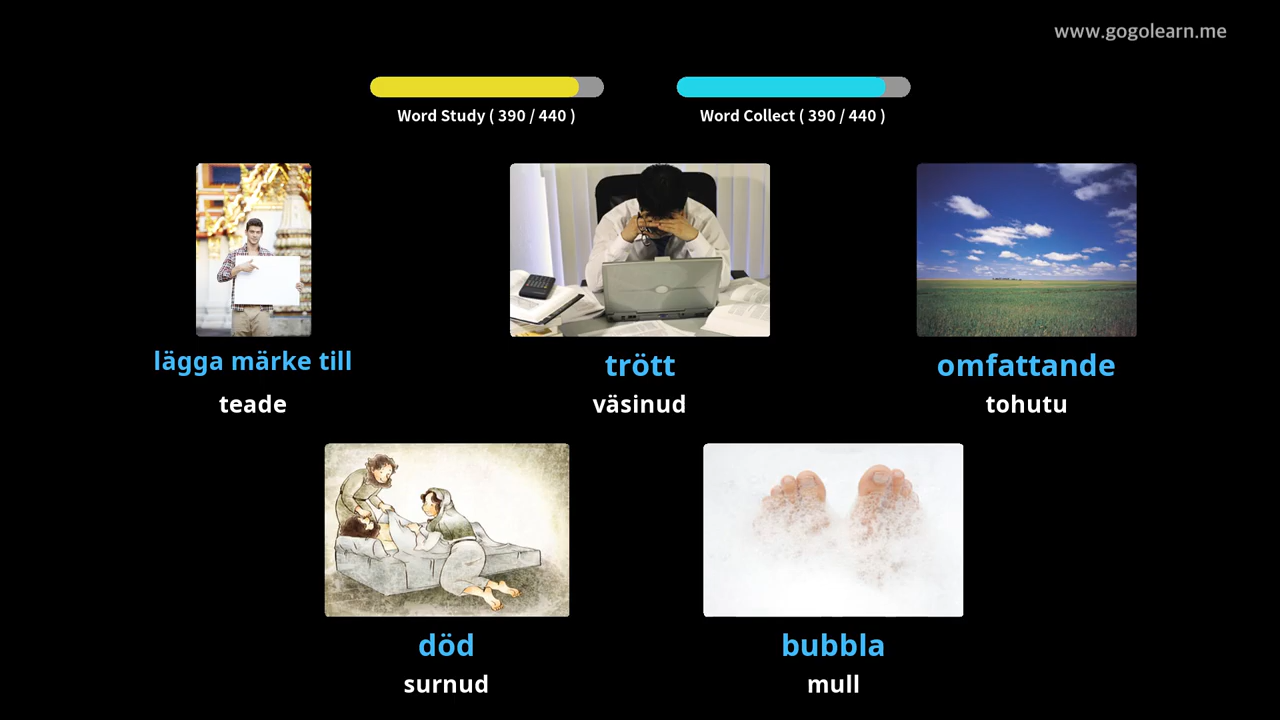 www.gogolearn.me
Word Study ( 390 / 440 )
Word Collect ( 390 / 440 )
lägga märke till
teade
trött
väsinud
omfattande
tohutu
död
surnud
bubbla
mull